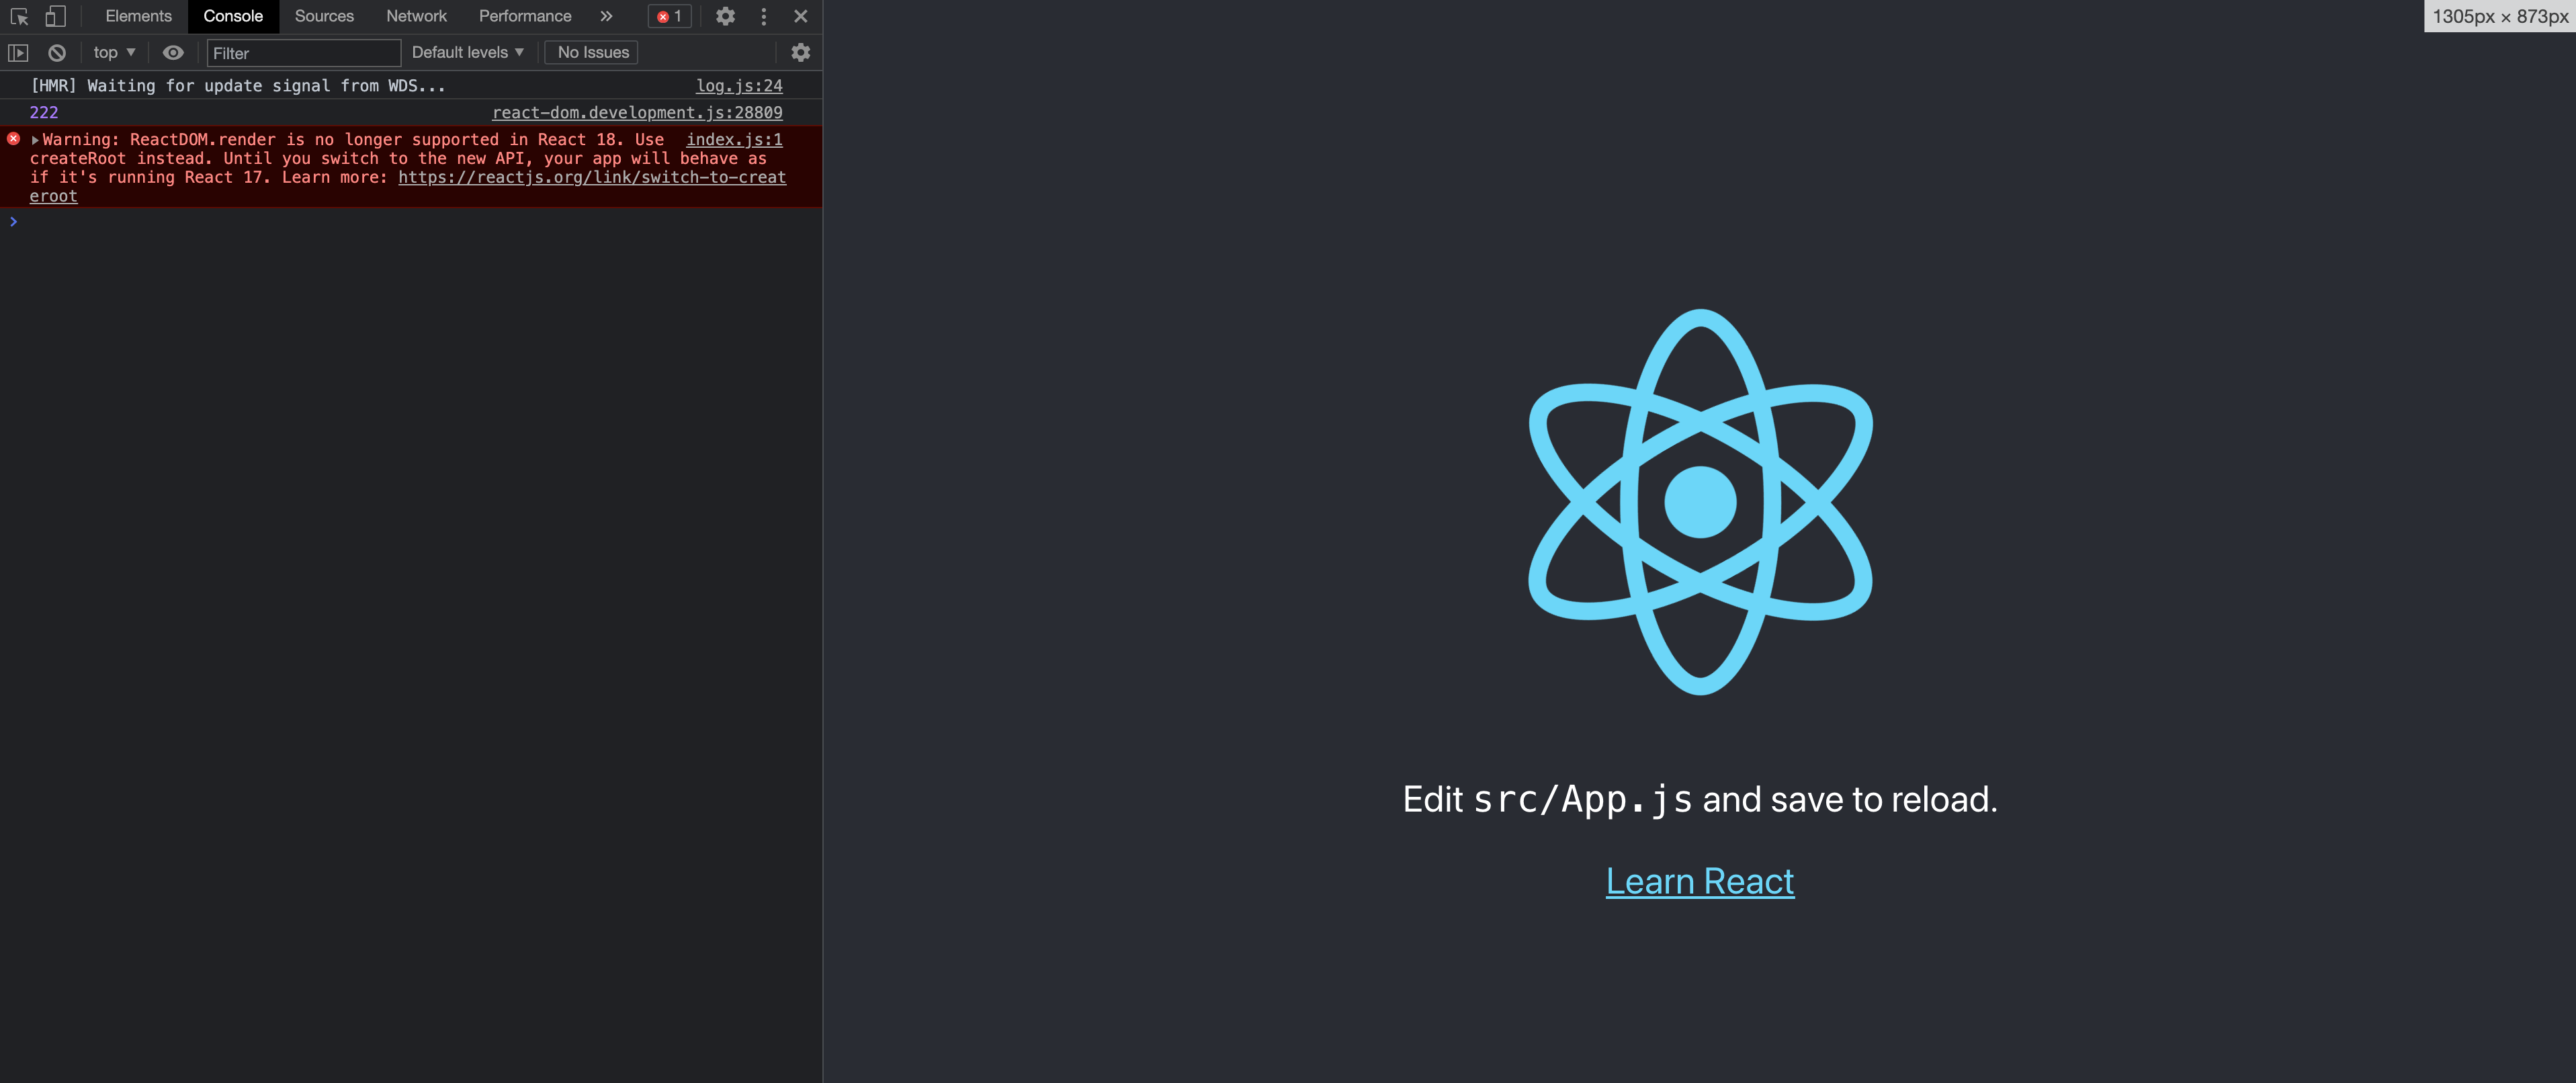 Elements Console Sources Network Performance 1
top Filter Default levels No Issues
[HMR] Waiting for update signal from WDS... log.js:24
222 react-dom.development.js:28809
Warning: ReactDOM.render is no longer supported in React 18. Use index.js:1
createRoot instead. Until you switch to the new API, your app will behave as
if it's running React 17. Learn more: https://reactjs.org/link/switch-to-creat
eroot
1305px × 873px
Edit src/App.js and save to reload.
Learn React